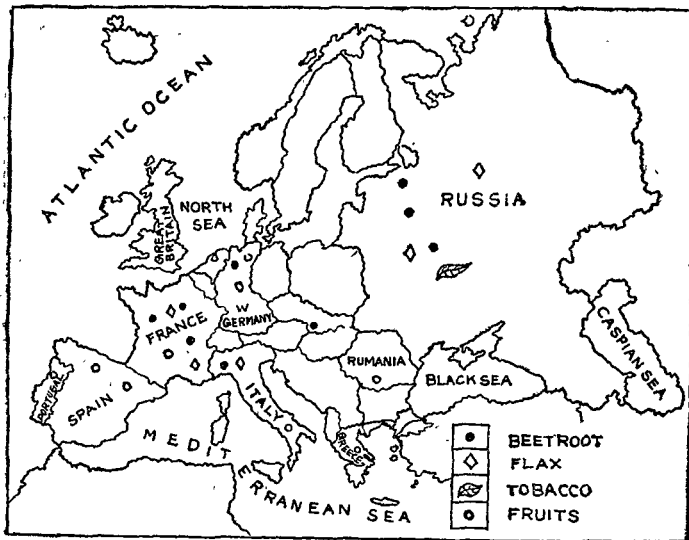 ATLANTIC OCEAN
NORTH
SEA
GREAT
BRITAIN
RUSSIA
W
GERMANY
FRANCE
RUMANIA
CASPIAN SEA
BLACK SEA
PORTUGAL
SPAIN
ITALY
GREECE
MEDITERRANEAN SEA
BEETROOT
FLAX
TOBACCO
FRUITS